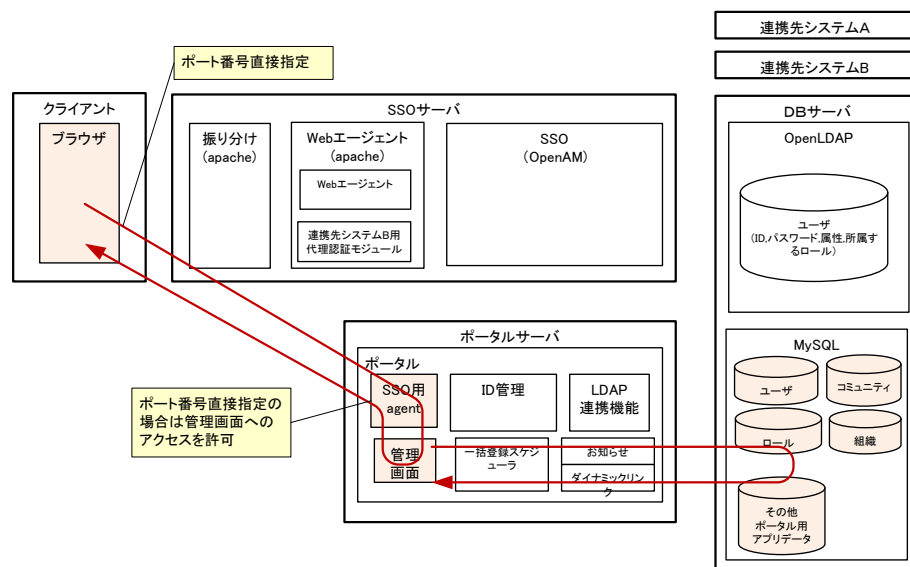 連携先システムA
連携先システムB
ポート番号直接指定
クライアント
ブラウザ
SSOサーバ
振り分け
(apache)
Webエージェント
(apache)
Webエージェント
連携先システムB用
代理認証モジュール
SSO
(OpenAM)
DBサーバ
OpenLDAP
ユーザ
(ID,パスワード,属性,所属す
るロール)
ポータルサーバ
ポータル
SSO用
agent
ID管理
LDAP
連携機能
ポート番号直接指定の
場合は管理画面への
アクセスを許可
管理
画面
一括登録スケジ
ューラ
お知らせ
ダイナミックリン
ク
MySQL
ユーザ
コミュニティ
ロール
組織
その他
ポータル用
アプリデータ